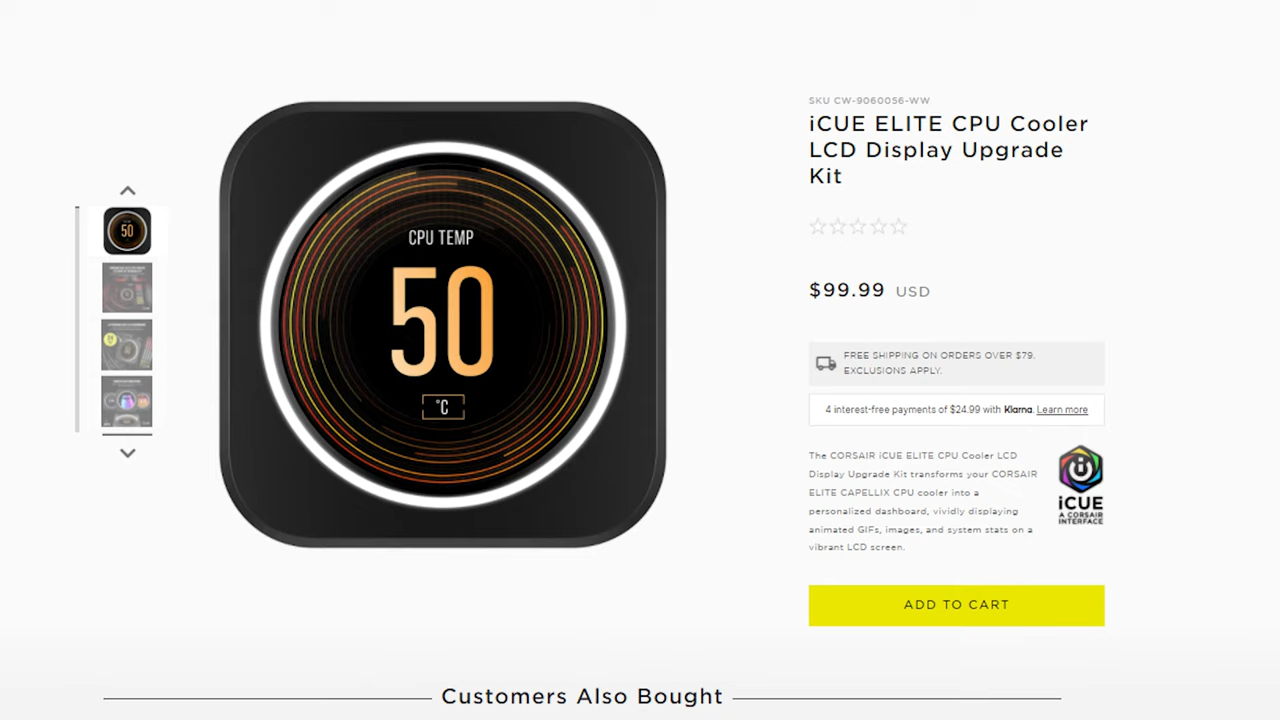 SKU CW-9060056-WW
iCUE ELITE CPU Cooler
LCD Display Upgrade
Kit
$99.99 USD
FREE SHIPPING ON ORDERS OVER $79.
EXCLUSIONS APPLY.
4 interest-free payments of $24.99 with Klarna. Learn more
The CORSAIR iCUE ELITE CPU Cooler LCD
Display Upgrade Kit transforms your CORSAIR
ELITE CAPELLIX CPU cooler into a
personalized dashboard, vividly displaying
animated GIFs, images, and system stats on a
vibrant LCD screen.
iCUE
A CORSAIR
INTERFACE
ADD TO CART
CPU TEMP
50
°C
50
Customers Also Bought